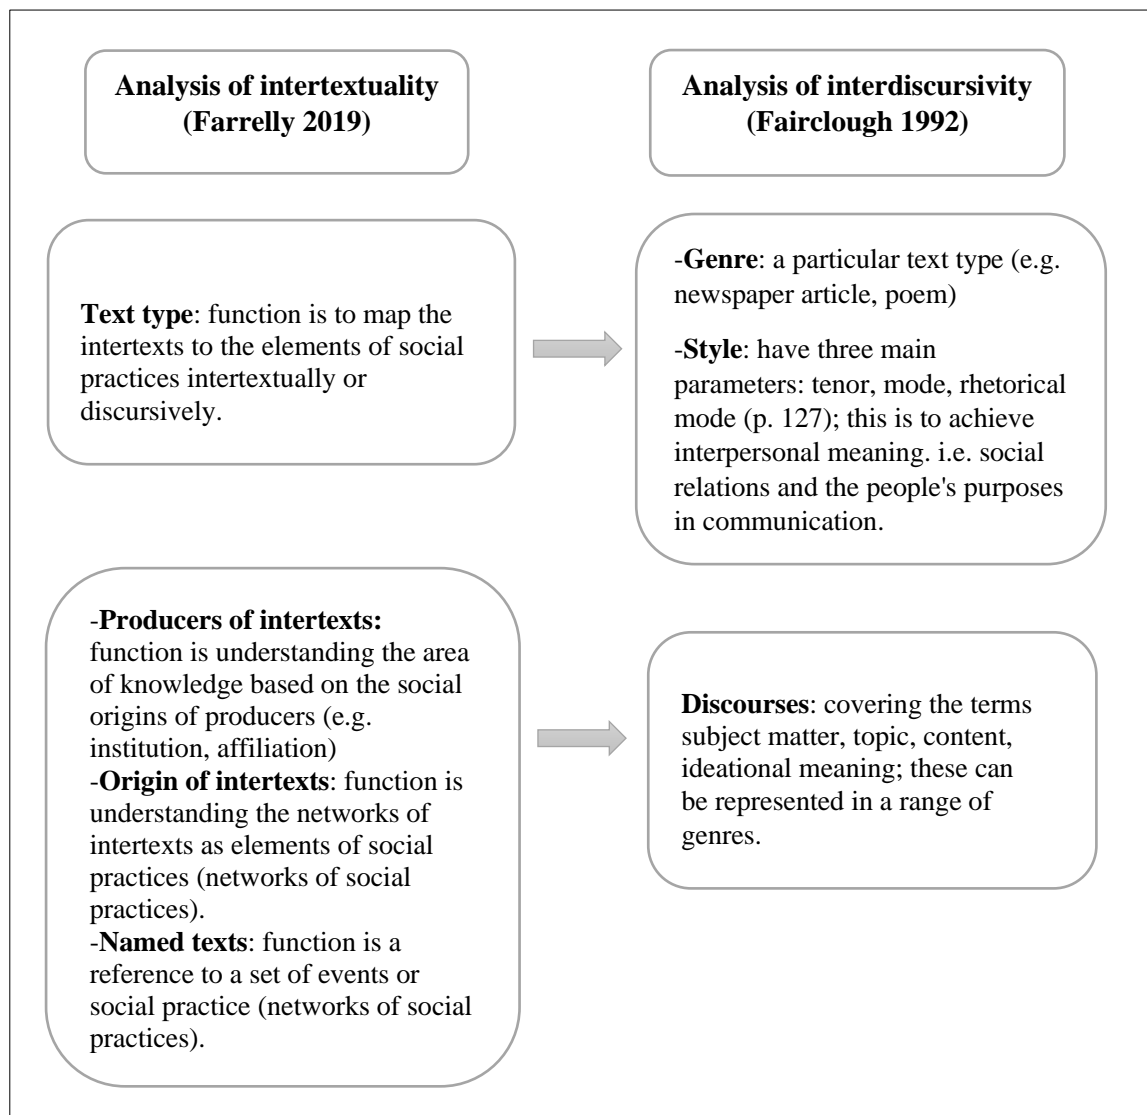 Analysis of intertextuality
(Farrelly 2019)
Analysis of interdiscursivity
(Fairclough 1992)
Text type: function is to map the
intertexts to the elements of social
practices intertextually or
discursively.
-Genre: a particular text type (e.g.
newspaper article, poem)
-Style: have three main
parameters: tenor, mode, rhetorical
mode (p. 127); this is to achieve
interpersonal meaning. i.e. social
relations and the people's purposes
in communication.
-Producers of intertexts:
function is understanding the area
of knowledge based on the social
origins of producers (e.g.
institution, affiliation)
-Origin of intertexts: function is
understanding the networks of
intertexts as elements of social
practices (networks of social
practices).
-Named texts: function is a
reference to a set of events or
social practice (networks of social
practices).
Discourses: covering the terms
subject matter, topic, content,
ideational meaning; these can
be represented in a range of
genres.